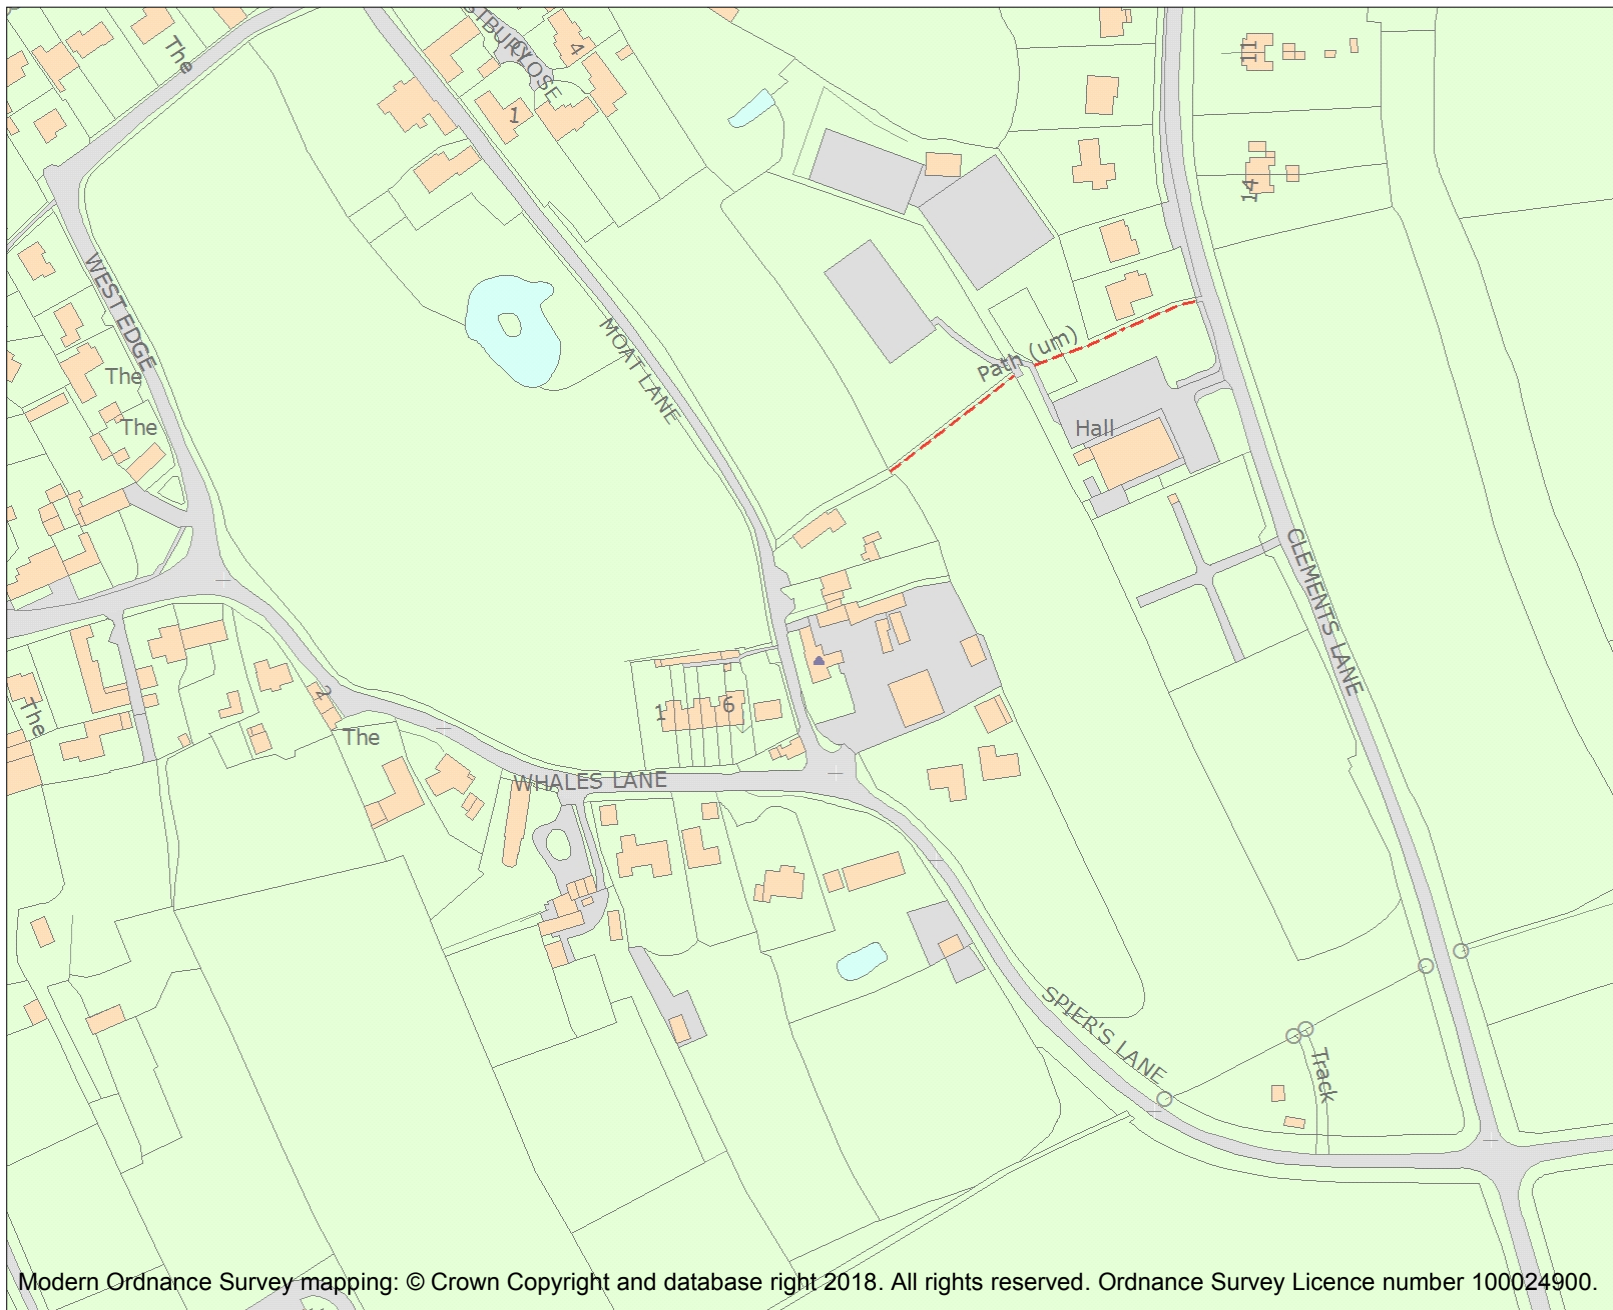 The
STBURY
CLOSE
4
1
11
14
WEST EDGE
MOAT LANE
Path (um)
The
The
Hall
CLEMENTS LANE
The
2
1
6
The
WHALES LANE
SPIER'S LANE
Track
Modern Ordnance Survey mapping: © Crown Copyright and database right 2018. All rights reserved. Ordnance Survey Licence number 100024900.